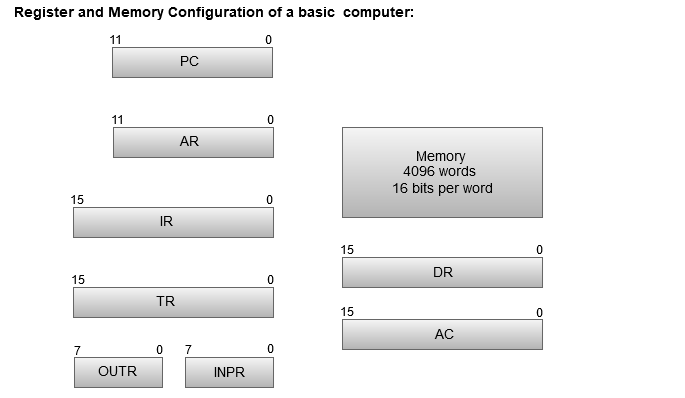 Register and Memory Configuration of a basic computer:
11 0
PC
11 0
AR
15 0
IR
15 0
TR
7 0
OUTR
7 0
INPR
Memory
4096 words
16 bits per word
15 0
DR
15 0
AC